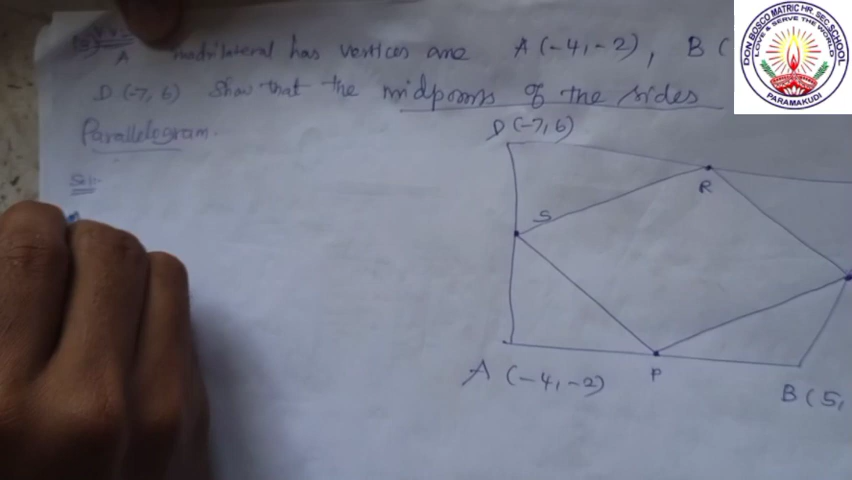 A quadrilateral has vertices are A(-4,-2), B(
D(-7,6) Show that the midpoints of the sides
Parallelogram.
Sol:-
D(-7,6)
R
S
A(-4,-2)
P
B(5,
DON BOSCO MATRIC HR. SEC. SCHOOL
LOVE & SERVE THE WORLD
PARAMAKUDI